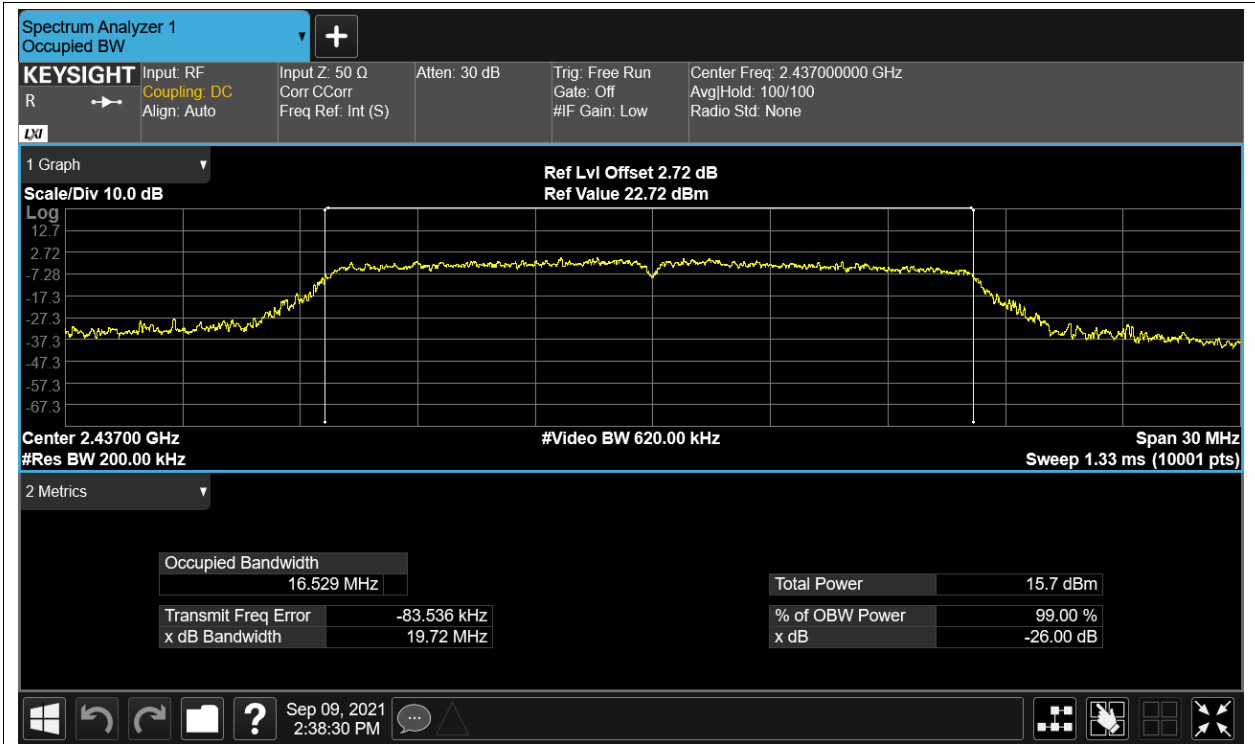 Spectrum Analyzer 1
Occupied BW
+
KEYSIGHT
R
LXI
Input: RF
Coupling: DC
Align: Auto
Input Z: 50 Ω
Corr CCorr
Freq Ref: Int (S)
Atten: 30 dB
Trig: Free Run
Gate: Off
#IF Gain: Low
Center Freq: 2.437000000 GHz
Avg|Hold: 100/100
Radio Std: None
1 Graph
Scale/Div 10.0 dB
Ref Lvl Offset 2.72 dB
Ref Value 22.72 dBm
Log
12.7
2.72
-7.28
-17.3
-27.3
-37.3
-47.3
-57.3
-67.3
Center 2.43700 GHz
#Video BW 620.00 kHz
Span 30 MHz
#Res BW 200.00 kHz
Sweep 1.33 ms (10001 pts)
2 Metrics
Occupied Bandwidth
16.529 MHz
Transmit Freq Error -83.536 kHz
x dB Bandwidth 19.72 MHz
Total Power 15.7 dBm
% of OBW Power 99.00 %
x dB -26.00 dB
?
Sep 09, 2021
2:38:30 PM